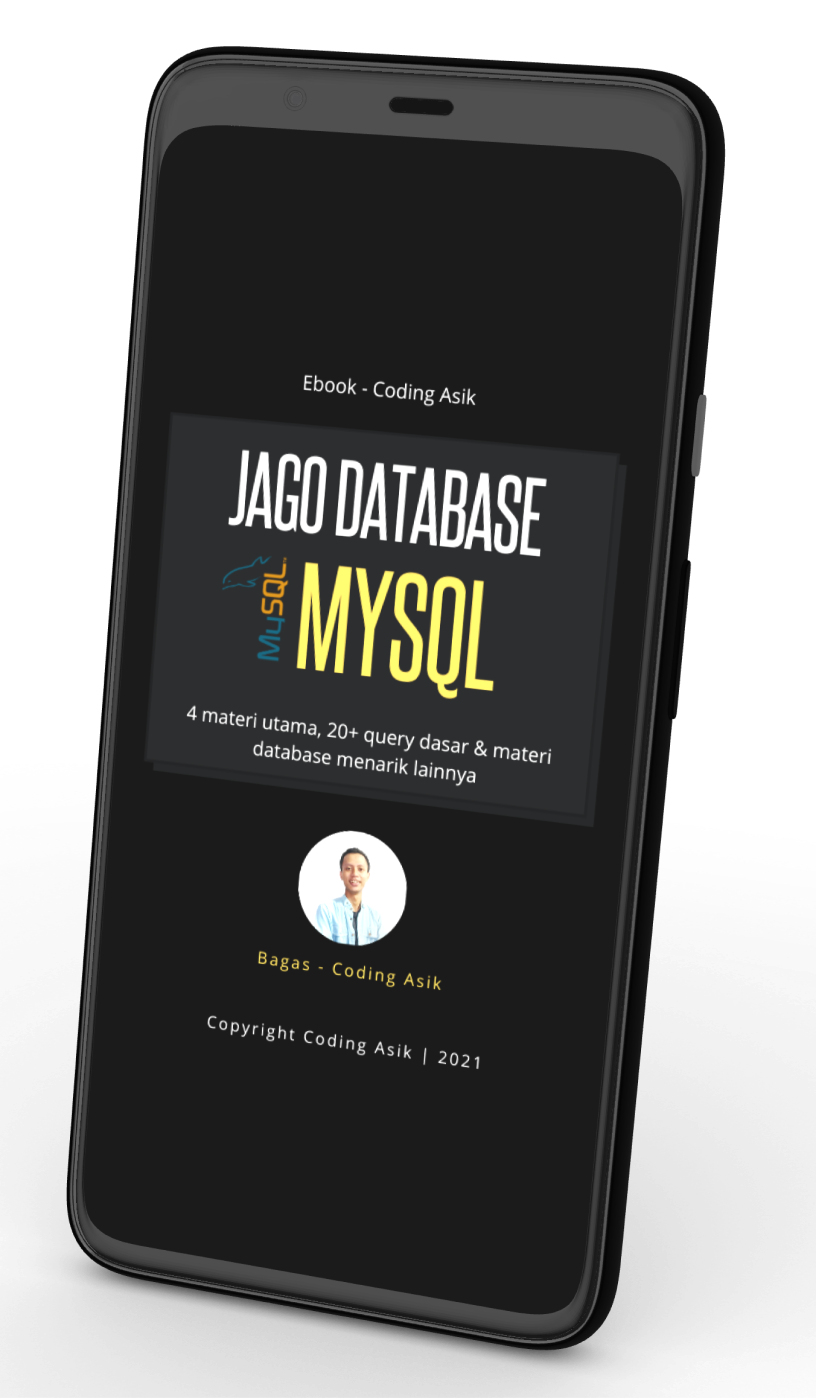 Ebook - Coding Asik
JAGO DATABASE
MySQL
MYSQL
4 materi utama, 20+ query dasar & materi
database menarik lainnya
Bagas - Coding Asik
Copyright Coding Asik | 2021